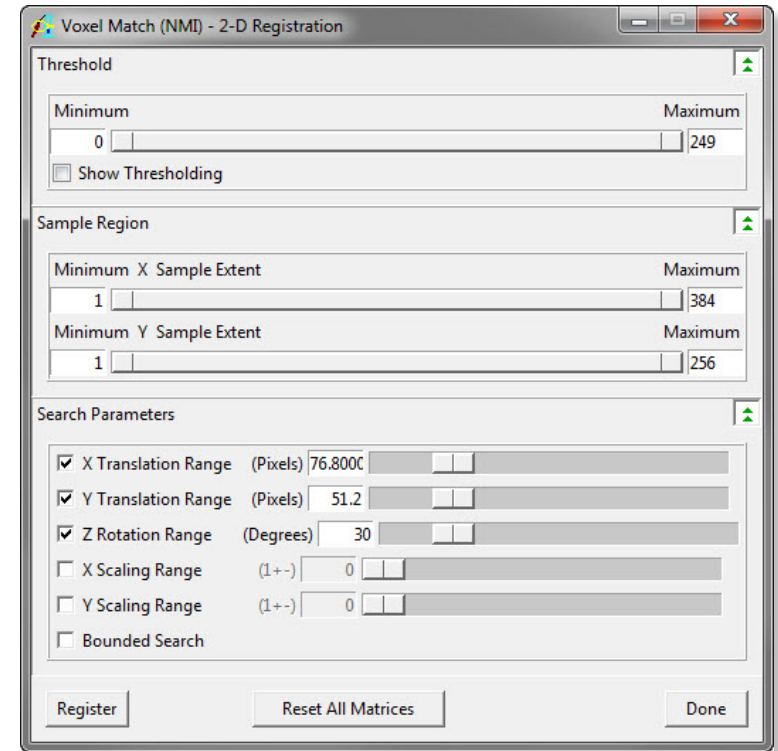 Voxel Match (NMI) - 2-D Registration
Threshold
Minimum Maximum
0 249
Show Thresholding
Sample Region
Minimum X Sample Extent Maximum
1 384
Minimum Y Sample Extent Maximum
1 256
Search Parameters
X Translation Range (Pixels) 76.8000
Y Translation Range (Pixels) 51.2
Z Rotation Range (Degrees) 30
X Scaling Range (1+-) 0
Y Scaling Range (1+-) 0
Bounded Search
Register Reset All Matrices Done